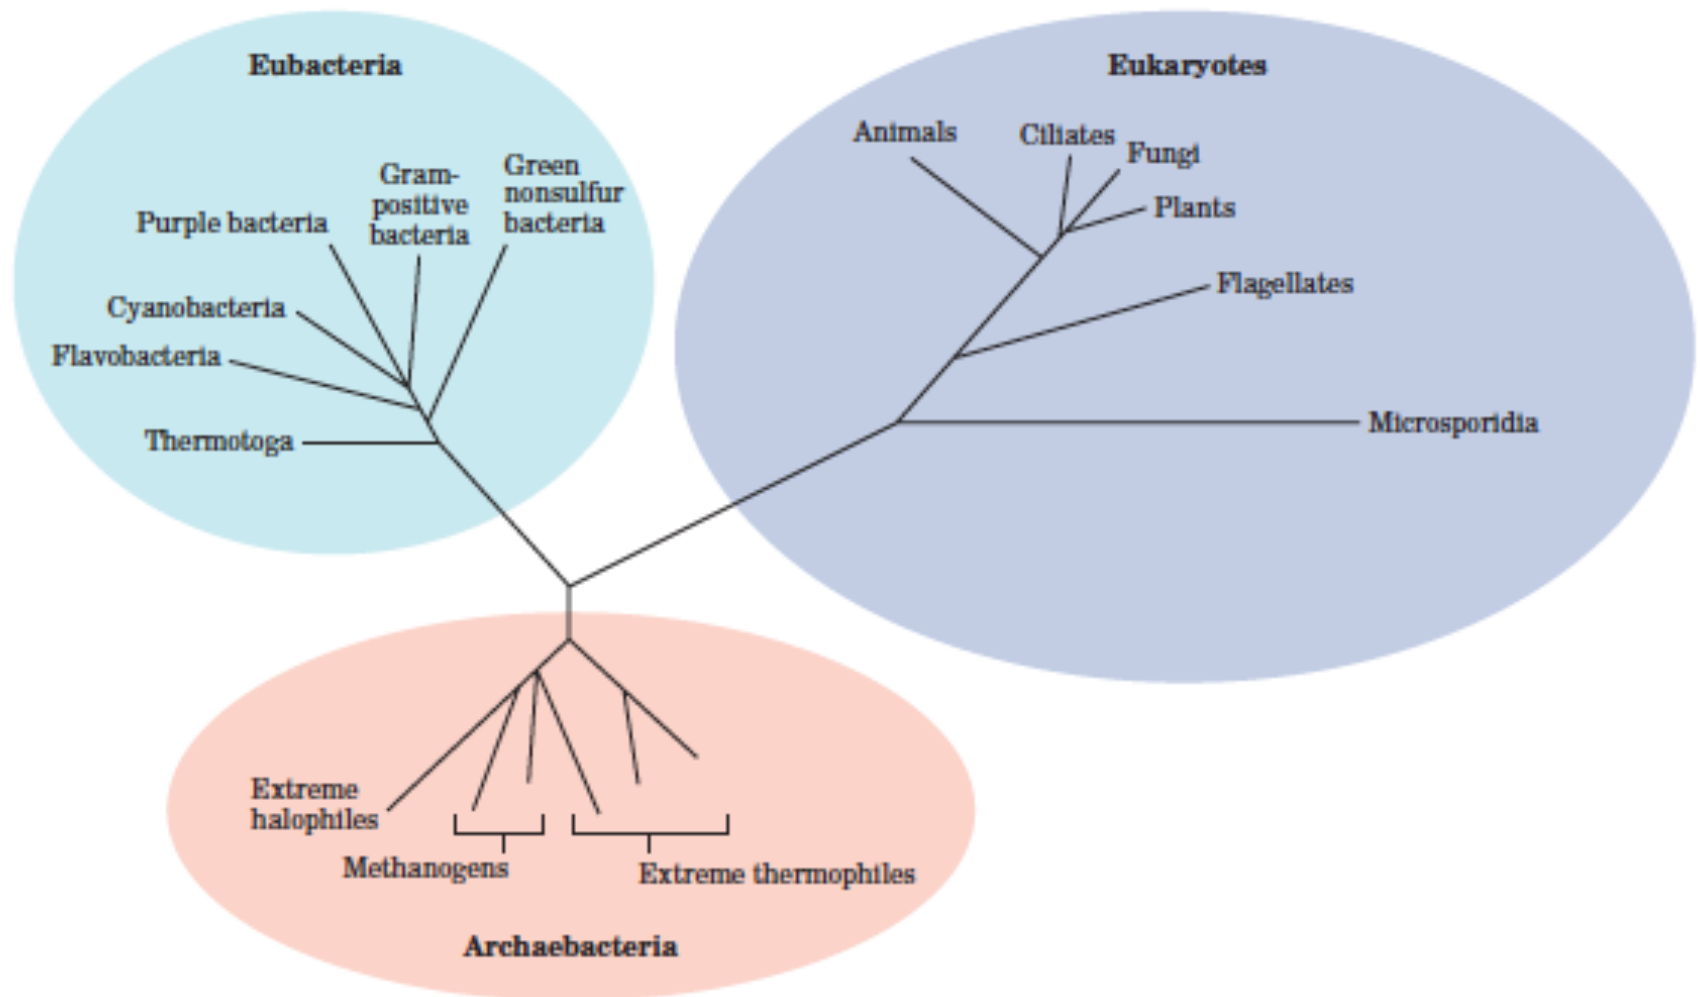 Eubacteria
Eukaryotes
Animals
Ciliates
Fungi
Plants
Flagellates
Microsporidia
Green
nonsulfur
bacteria
Gram-
positive
bacteria
Purple bacteria
Cyanobacteria
Flavobacteria
Thermotoga
Extreme
halophiles
Methanogens
Extreme thermophiles
Archaebacteria